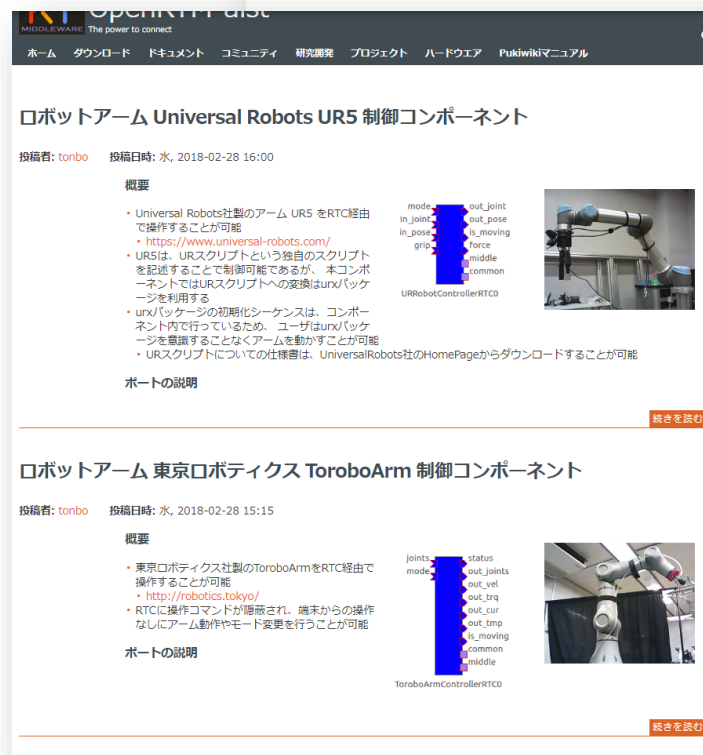 OpenRTM-aist
MIDDLEWARE The power to connect
ホーム ダウンロード ドキュメント コミュニティ 研究開発 プロジェクト ハードウエア Pukiwikiマニュアル
ロボットアーム Universal Robots UR5 制御コンポーネント
投稿者: tonbo 投稿日時: 水, 2018-02-28 16:00
概要
・Universal Robots社製のアーム UR5 をRTC経由
で操作することが可能
・https://www.universal-robots.com/
・UR5は、URスクリプトという独自のスクリプト
を記述することで制御可能であるが、 本コンポ
ーネントではURスクリプトへの変換はurxパッケ
ージを利用する
・urxパッケージの初期化シーケンスは、コンポー
ネント内で行っているため、 ユーザはurxパッケ
ージを意識することなくアームを動かすことが可能
・URスクリプトについての仕様書は、UniversalRobots社のHomePageからダウンロードすることが可能
mode out_joint
in_joint out_pose
in_pose is_moving
grip force
middle
common
URRobotControllerRTC0
ポートの説明
続きを読む
ロボットアーム 東京ロボティクス ToroboArm 制御コンポーネント
投稿者: tonbo 投稿日時: 水, 2018-02-28 15:15
概要
・東京ロボティクス社製のToroboArmをRTC経由で
操作することが可能
・http://robotics.tokyo/
・RTCに操作コマンドが隠蔽され、端末からの操作
なしにアーム動作やモード変更を行うことが可能
joints status
mode out_joints
out_vel
out_trq
out_cur
out_tmp
is_moving
common
middle
ToroboArmControllerRTC0
ポートの説明
続きを読む